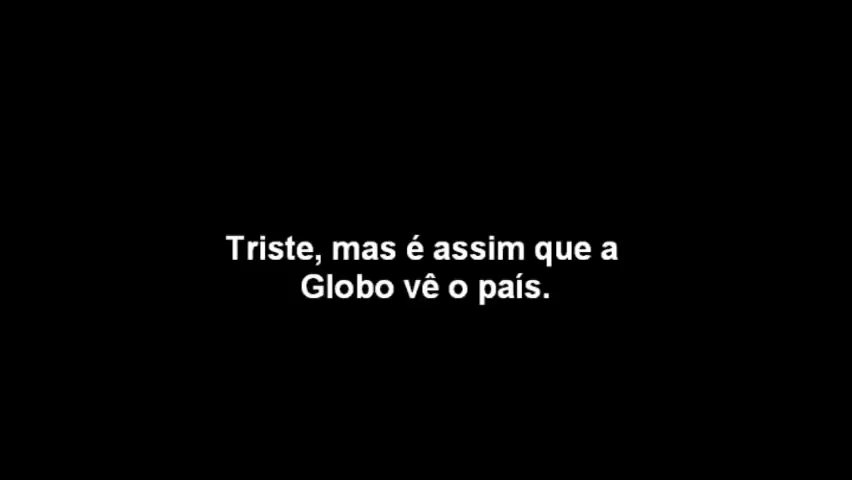 Triste, mas é assim que a
Globo vê o país.